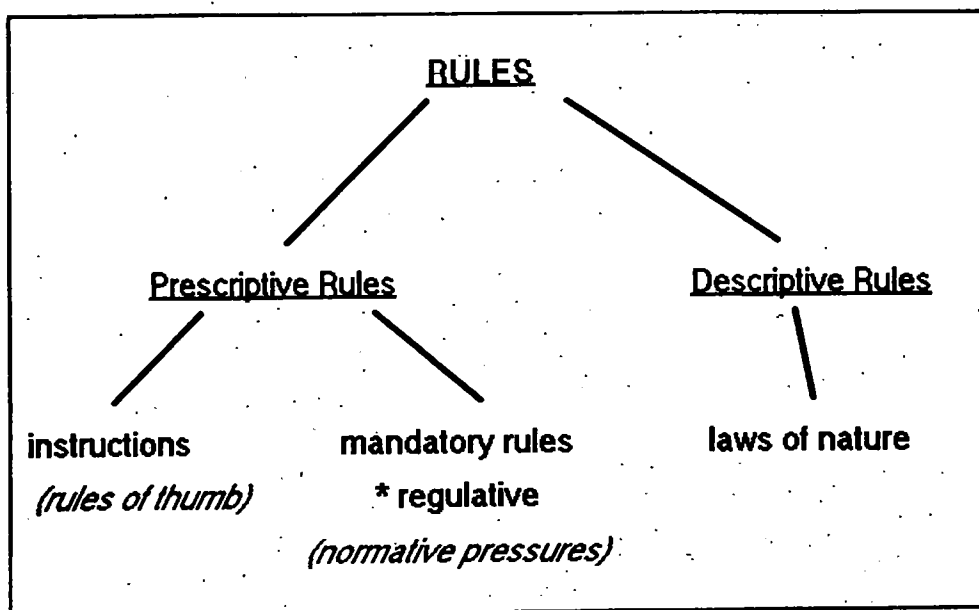 RULES
Prescriptive Rules
Descriptive Rules
instructions
(rules of thumb)
mandatory rules
* regulative
(normative pressures)
laws of nature